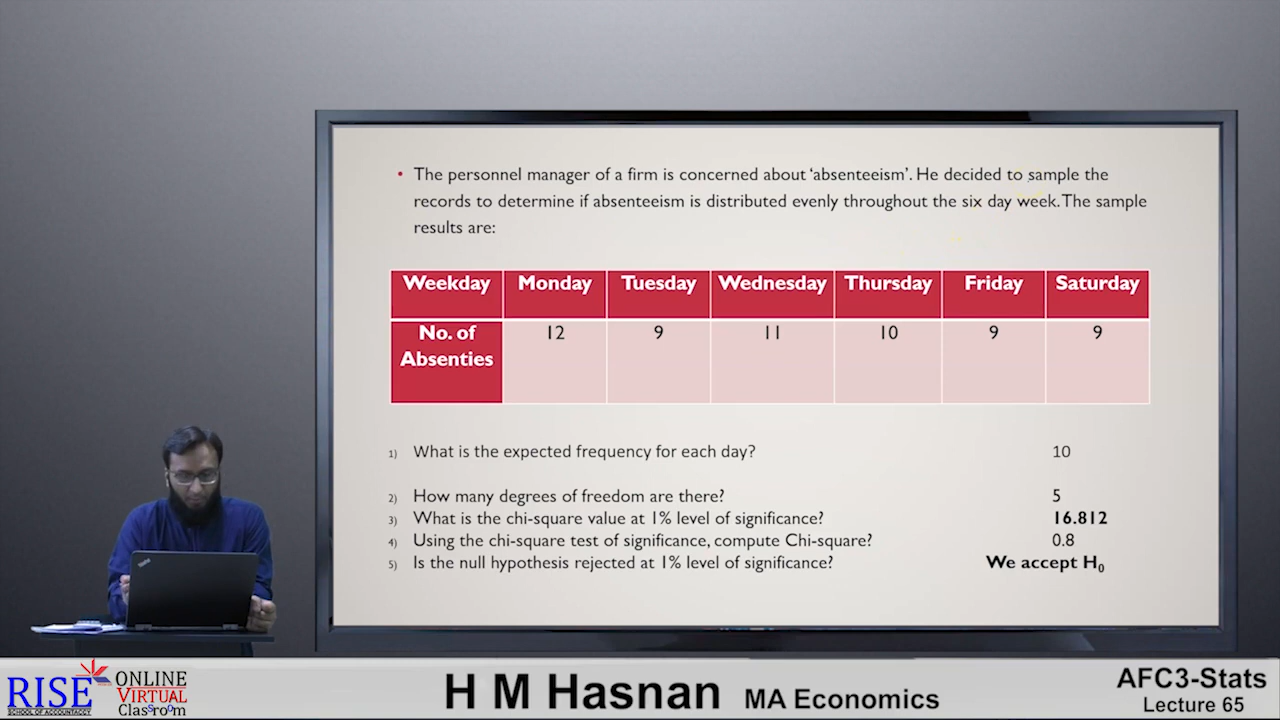 • The personnel manager of a firm is concerned about ‘absenteeism’. He decided to sample the
records to determine if absenteeism is distributed evenly throughout the six day week. The sample
results are:
Weekday Monday Tuesday Wednesday Thursday Friday Saturday
No. of 12 9 11 10 9 9
Absenties
1) What is the expected frequency for each day? 10
2) How many degrees of freedom are there? 5
3) What is the chi-square value at 1% level of significance? 16.812
4) Using the chi-square test of significance, compute Chi-square? 0.8
5) Is the null hypothesis rejected at 1% level of significance? We accept H₀
RISE
SCHOOL OF ACCOUNTANCY
ONLINE
VIRTUAL
Classroom
H M Hasnan MA Economics
AFC3-Stats
Lecture 65